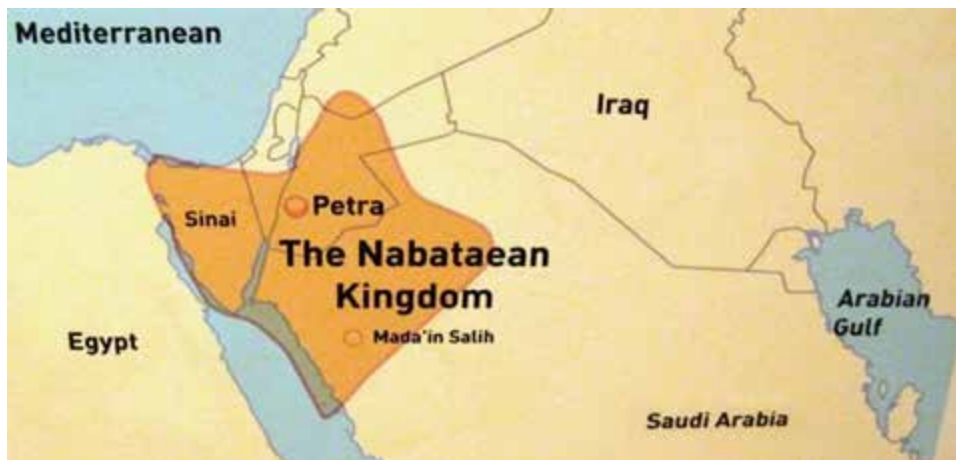 Mediterranean
Iraq
Petra
Sinai
The Nabataean
Kingdom
Arabian
Gulf
Mada'in Salih
Egypt
Saudi Arabia